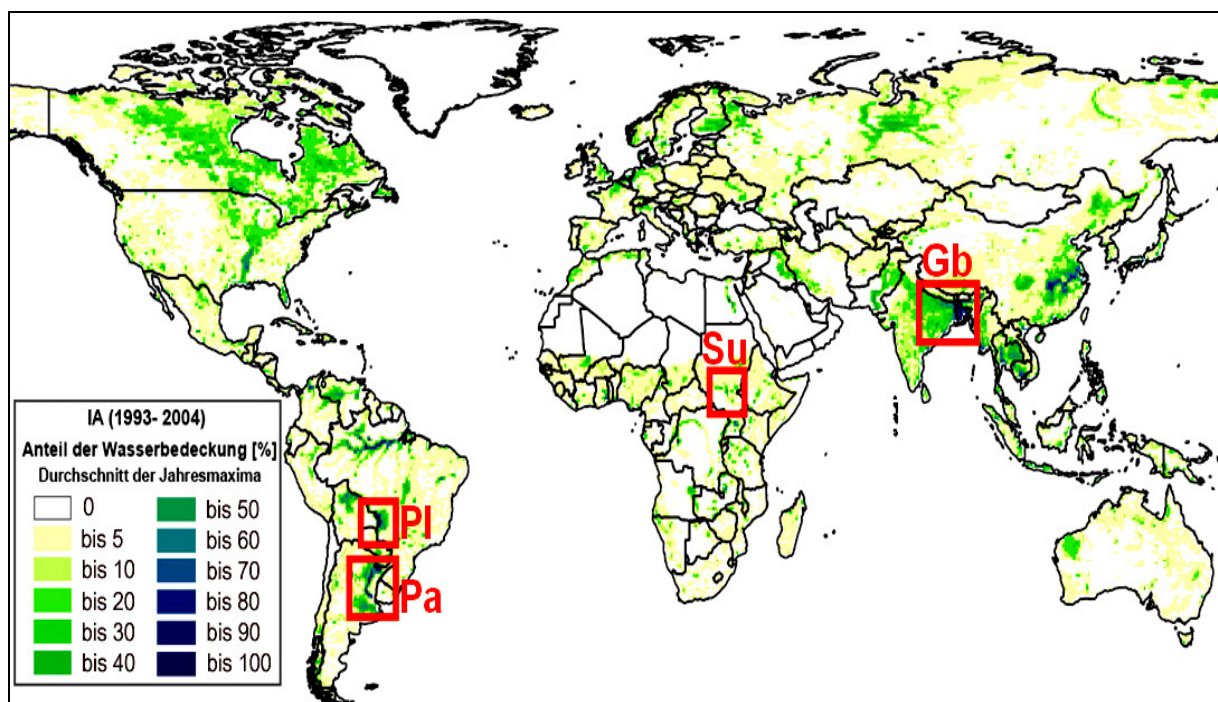 Gb
Su
Pl
Pa
IA (1993- 2004)
Anteil der Wasserbedeckung [%]
Durchschnitt der Jahresmaxima
0
bis 5
bis 10
bis 20
bis 30
bis 40
bis 50
bis 60
bis 70
bis 80
bis 90
bis 100